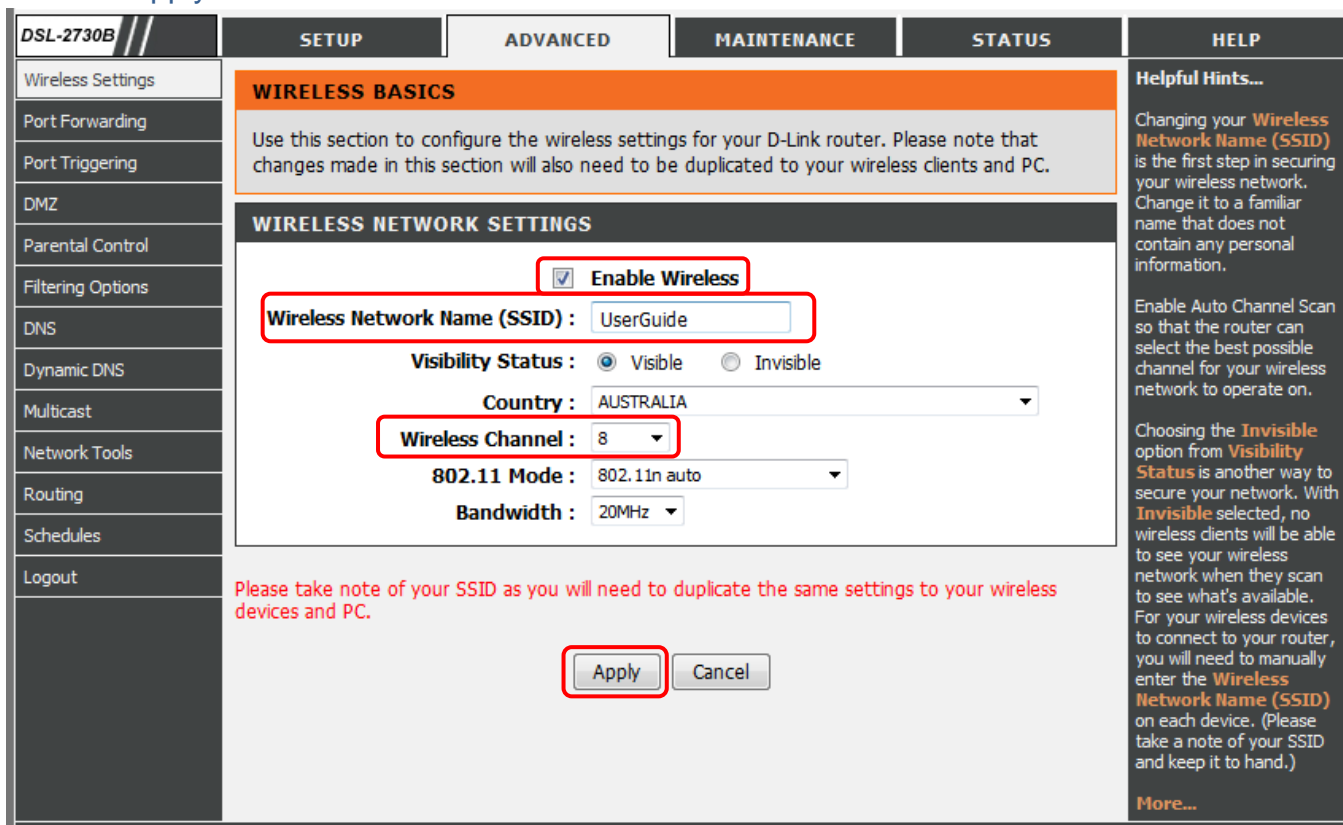 DSL-2730B
SETUP
ADVANCED
MAINTENANCE
STATUS
HELP
Wireless Settings
Port Forwarding
Port Triggering
DMZ
Parental Control
Filtering Options
DNS
Dynamic DNS
Multicast
Network Tools
Routing
Schedules
Logout
WIRELESS BASICS
Use this section to configure the wireless settings for your D-Link router. Please note that
changes made in this section will also need to be duplicated to your wireless clients and PC.
WIRELESS NETWORK SETTINGS
Enable Wireless
Wireless Network Name (SSID) : UserGuide
Visibility Status : Visible Invisible
Country : AUSTRALIA
Wireless Channel : 8
802.11 Mode : 802.11n auto
Bandwidth : 20MHz
Please take note of your SSID as you will need to duplicate the same settings to your wireless
devices and PC.
Apply Cancel
Helpful Hints...
Changing your Wireless
Network Name (SSID)
is the first step in securing
your wireless network.
Change it to a familiar
name that does not
contain any personal
information.
Enable Auto Channel Scan
so that the router can
select the best possible
channel for your wireless
network to operate on.
Choosing the Invisible
option from Visibility
Status is another way to
secure your network. With
Invisible selected, no
wireless clients will be able
to see your wireless
network when they scan
to see what's available.
For your wireless devices
to connect to your router,
you will need to manually
enter the Wireless
Network Name (SSID)
on each device. (Please
take a note of your SSID
and keep it to hand.)
More...